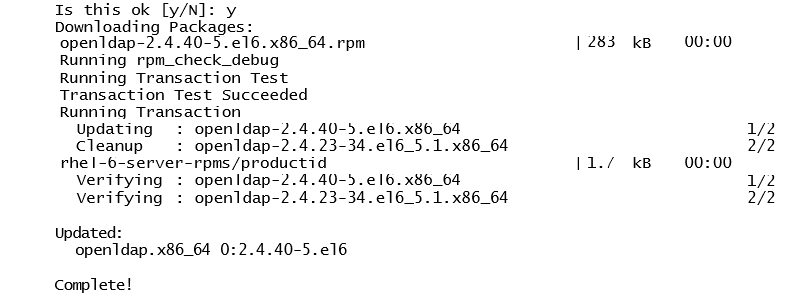 Is this ok [y/N]: y
Downloading Packages:
openldap-2.4.40-5.el6.x86_64.rpm | 283 kB 00:00
Running rpm_check_debug
Running Transaction Test
Transaction Test Succeeded
Running Transaction
Updating : openldap-2.4.40-5.el6.x86_64 1/2
Cleanup : openldap-2.4.23-34.el6_5.1.x86_64 2/2
rhel-6-server-rpms/productid | 1.7 kB 00:00
Verifying : openldap-2.4.40-5.el6.x86_64 1/2
Verifying : openldap-2.4.23-34.el6_5.1.x86_64 2/2
Updated:
openldap.x86_64 0:2.4.40-5.el6
Complete!